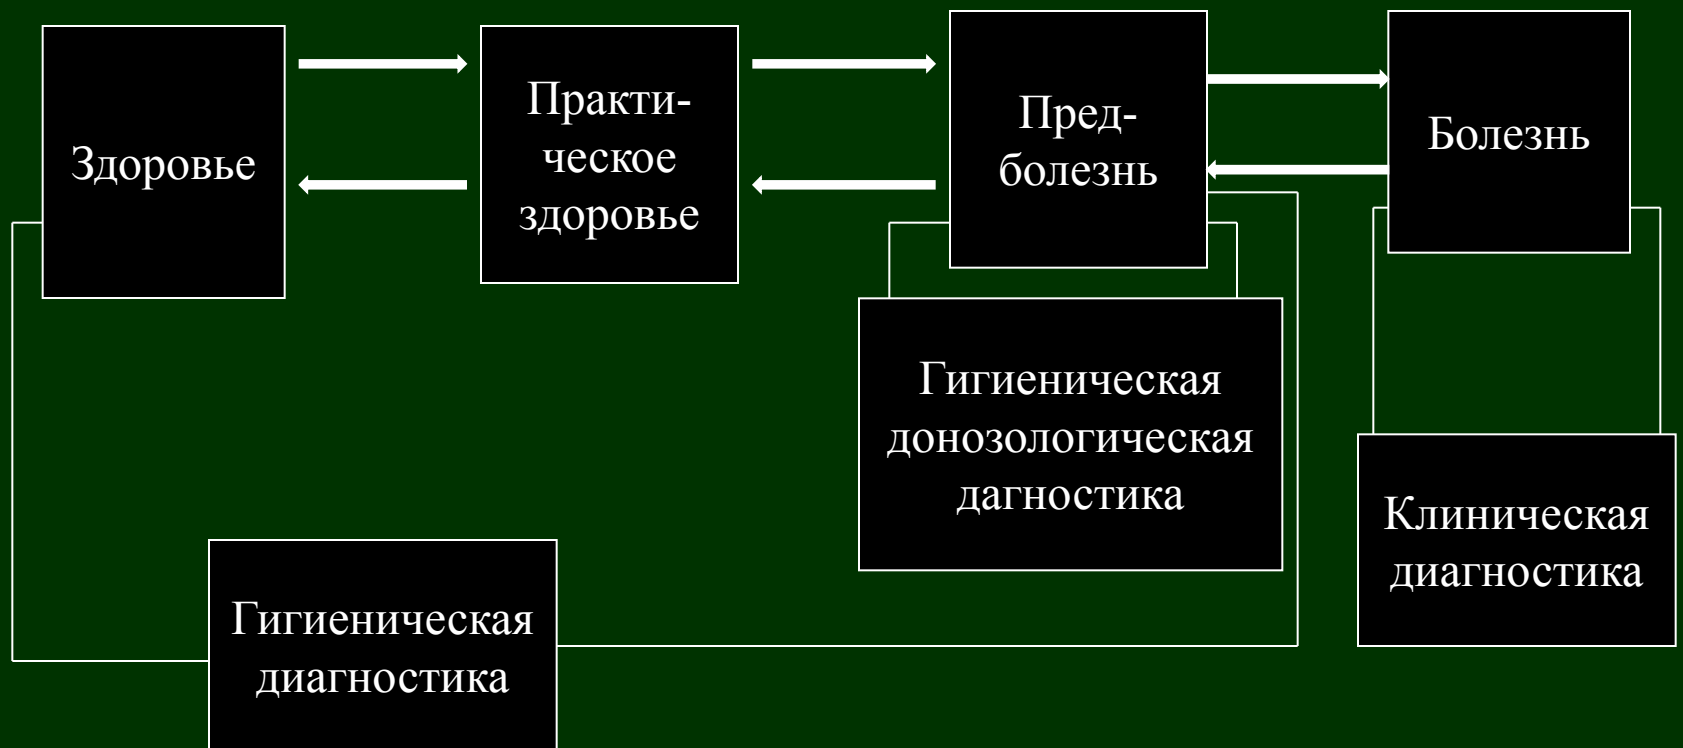 Здоровье
Практи-
ческое
здоровье
Пред-
болезнь
Болезнь
Гигиеническая
донозологическая
дагностика
Клиническая
диагностика
Гигиеническая
диагностика